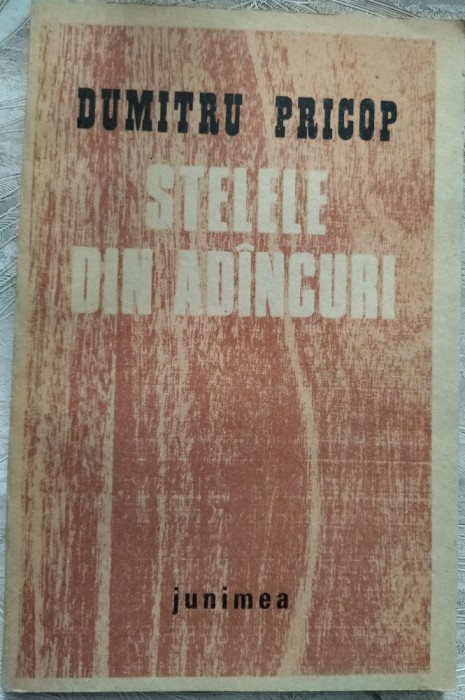 DUMITRU PRICOP
STELELE
DIN ADÎNCURI
junimea